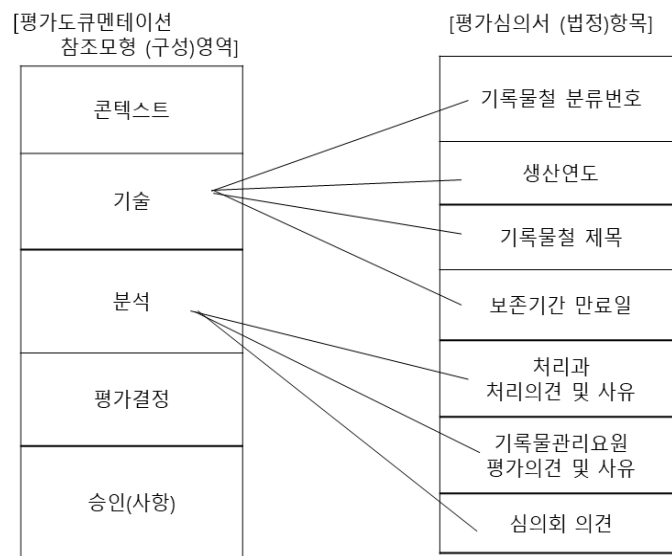 [평가도큐멘테이션
참조모형 (구성)영역]
콘텍스트
기술
분석
평가결정
승인(사항)
[평가심의서 (법정)항목]
기록물철 분류번호
생산연도
기록물철 제목
보존기간 만료일
처리과
처리의견 및 사유
기록물관리요원
평가의견 및 사유
심의회 의견